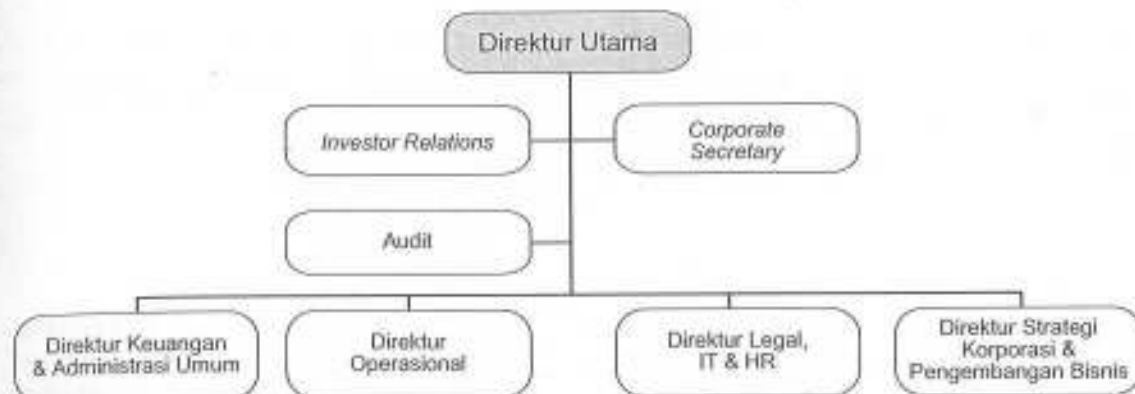 Direktur Utama
Investor Relations
Corporate
Secretary
Audit
Direktur Keuangan
& Administrasi Umum
Direktur
Operasional
Direktur Legal,
IT & HR
Direktur Strategi
Korporasi &
Pengembangan Bisnis